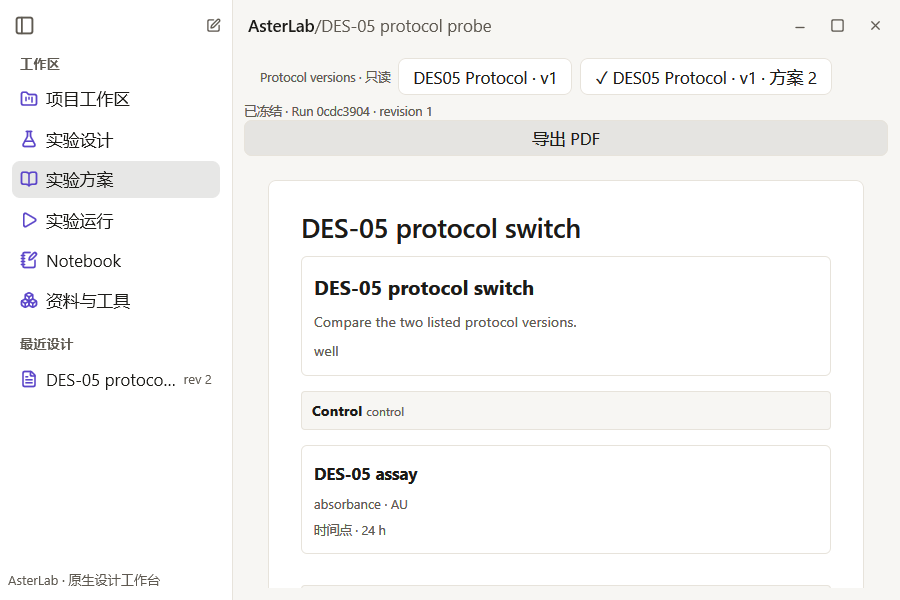 AsterLab/DES-05 protocol probe
工作区
项目工作区
实验设计
实验方案
实验运行
Notebook
资料与工具
最近设计
DES-05 protoco... rev 2
AsterLab · 原生设计工作台
Protocol versions · 只读
DES05 Protocol · v1
✓ DES05 Protocol · v1 · 方案 2
已冻结 · Run 0cdc3904 · revision 1
导出 PDF
DES-05 protocol switch
DES-05 protocol switch
Compare the two listed protocol versions.
well
Control control
DES-05 assay
absorbance · AU
时间点 · 24 h